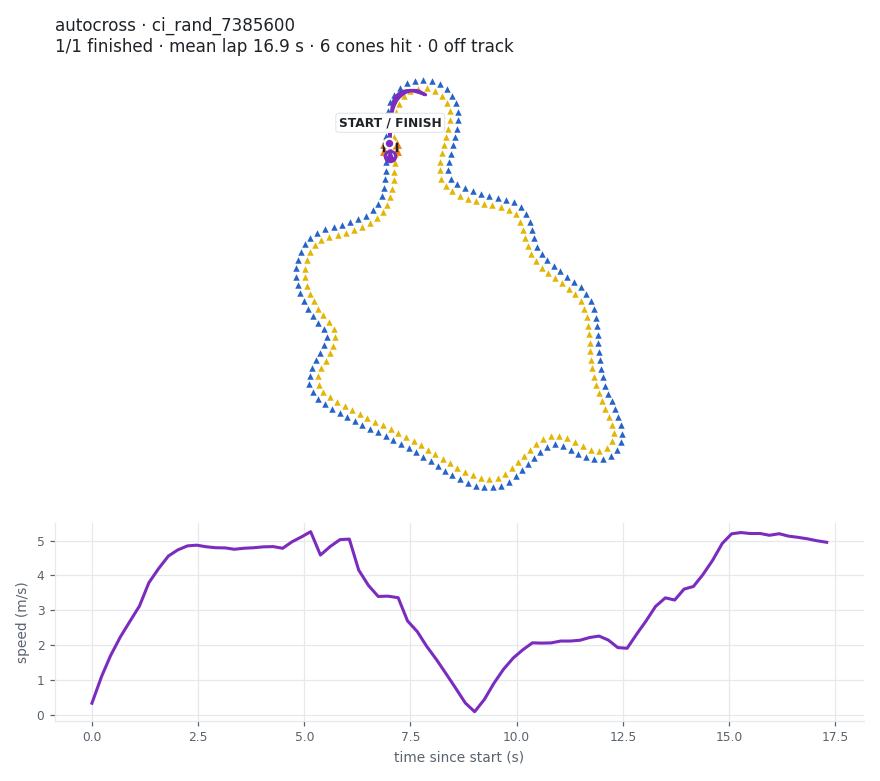 autocross · ci_rand_7385600
1/1 finished · mean lap 16.9 s · 6 cones hit · 0 off track
START / FINISH
5
4
3
2
1
0
speed (m/s)
0.0 2.5 5.0 7.5 10.0 12.5 15.0 17.5
time since start (s)